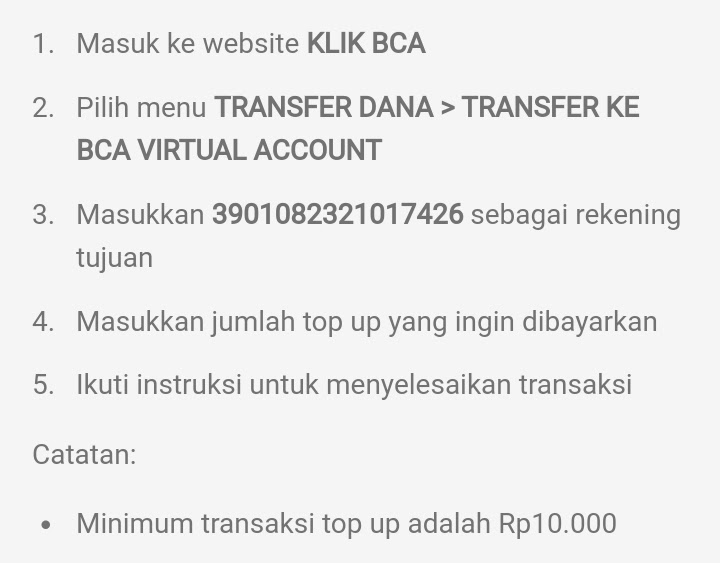 1. Masuk ke website KLIK BCA
2. Pilih menu TRANSFER DANA > TRANSFER KE
BCA VIRTUAL ACCOUNT
3. Masukkan 3901082321017426 sebagai rekening
tujuan
4. Masukkan jumlah top up yang ingin dibayarkan
5. Ikuti instruksi untuk menyelesaikan transaksi
Catatan:
• Minimum transaksi top up adalah Rp10.000